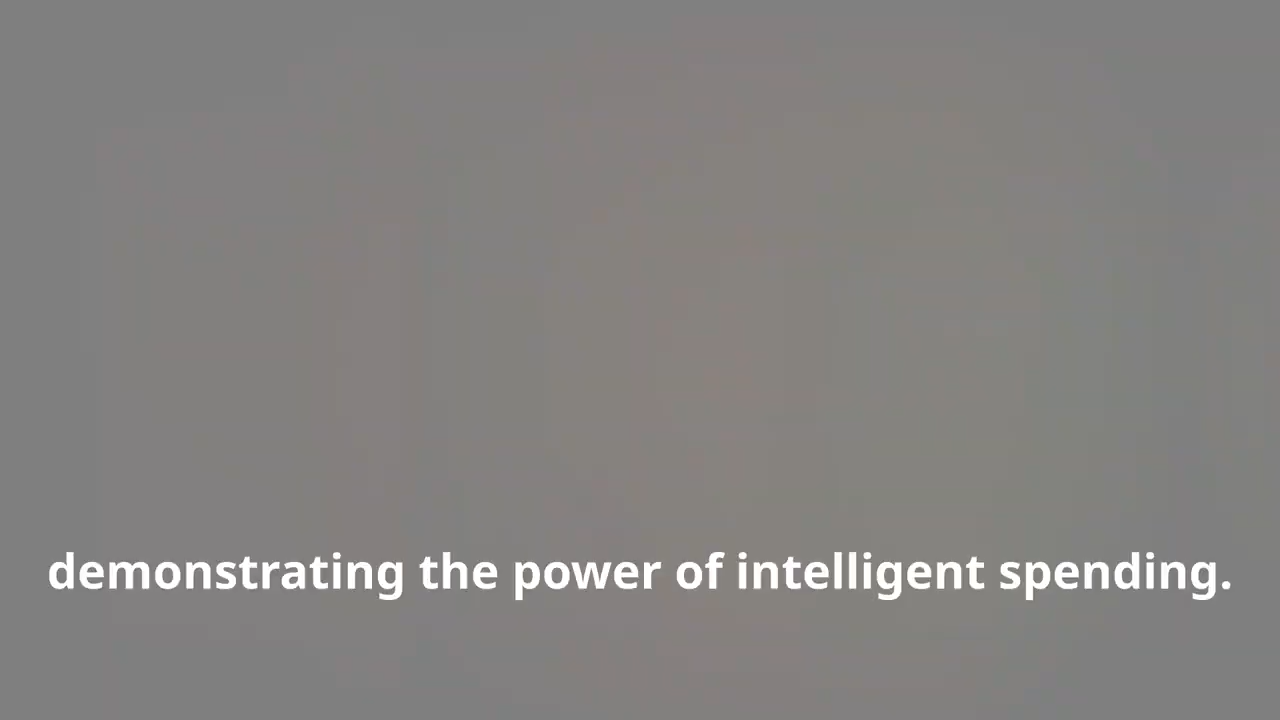 demonstrating the power of intelligent spending.